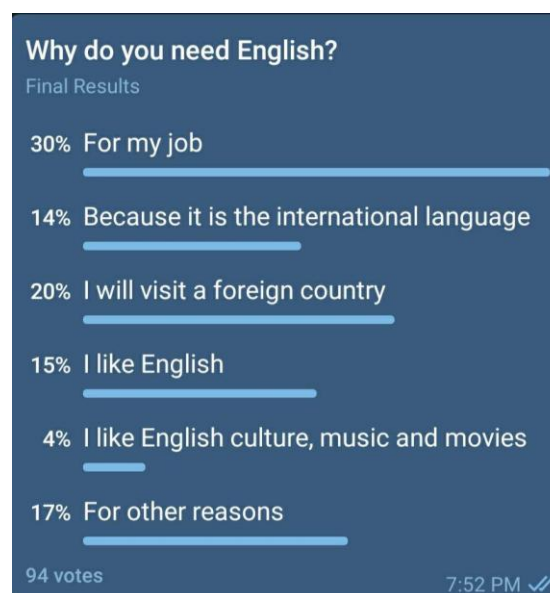 Why do you need English?
Final Results
30% For my job
14% Because it is the international language
20% I will visit a foreign country
15% I like English
4% I like English culture, music and movies
17% For other reasons
94 votes
7:52 PM